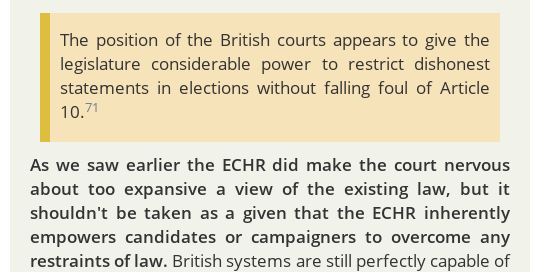 The position of the British courts appears to give the
legislature considerable power to restrict dishonest
statements in elections without falling foul of Article
10.71
As we saw earlier the ECHR did make the court nervous
about too expansive a view of the existing law, but it
shouldn't be taken as a given that the ECHR inherently
empowers candidates or campaigners to overcome any
restraints of law. British systems are still perfectly capable of